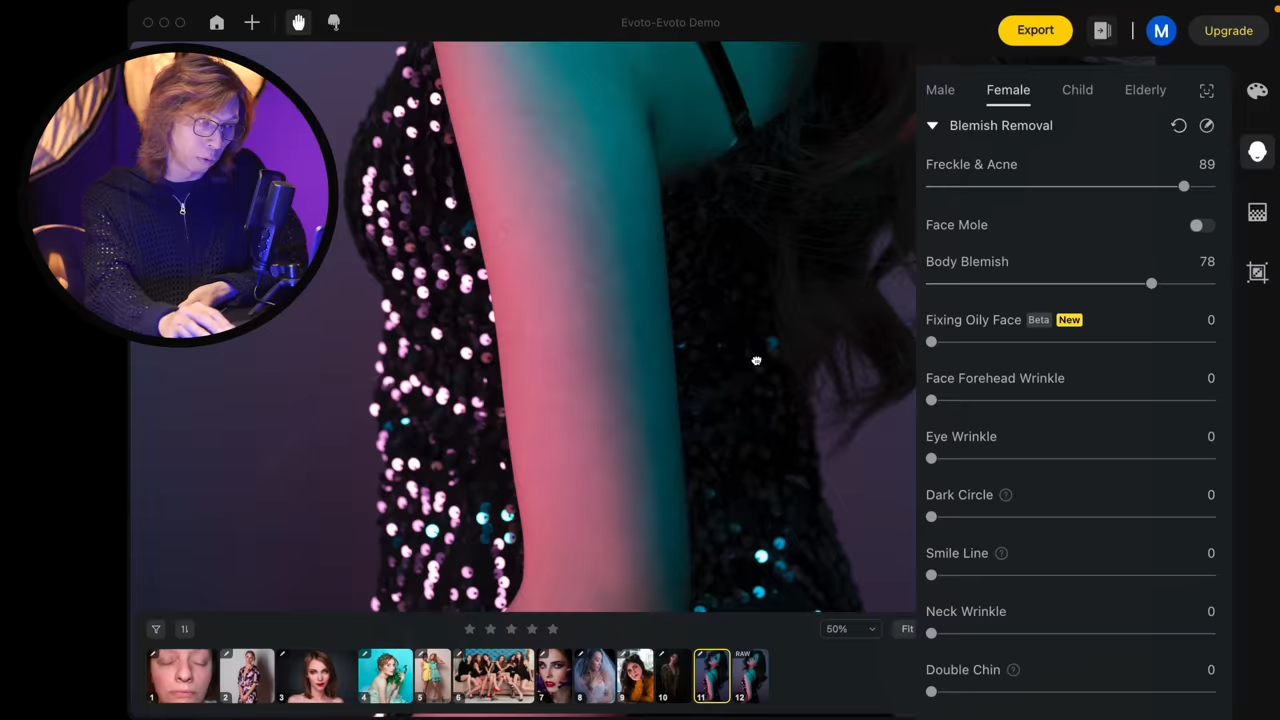 Evoto-Evoto Demo
Export
M
Upgrade
Male Female Child Elderly
Blemish Removal
Freckle & Acne 89
Face Mole
Body Blemish 78
Fixing Oily Face Beta New 0
Face Forehead Wrinkle 0
Eye Wrinkle 0
Dark Circle ? 0
Smile Line ? 0
Neck Wrinkle 0
Double Chin ? 0
50% Fit
RAW
1 2 3 4 5 6 7 8 9 10 11 12